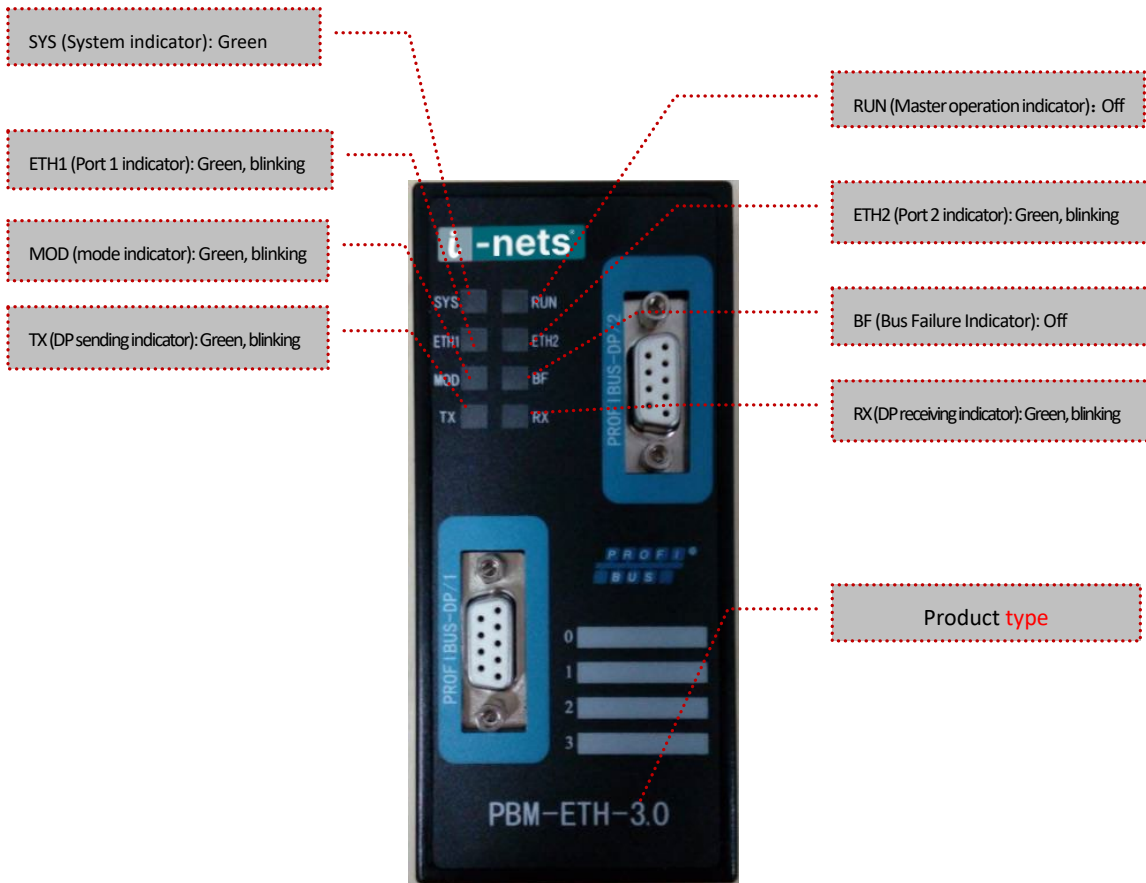 SYS (System indicator): Green
RUN (Master operation indicator)：Off
ETH1 (Port 1 indicator): Green, blinking
ETH2 (Port 2 indicator): Green, blinking
MOD (mode indicator): Green, blinking
BF (Bus Failure Indicator): Off
TX (DP sending indicator): Green, blinking
RX (DP receiving indicator): Green, blinking
Product type
i-nets
SYS RUN
ETH1 ETH2
MOD BF
TX RX
PROFIBUS-DP/2
PROFI®
BUS
PROFIBUS-DP/1
0
1
2
3
PBM-ETH-3.0